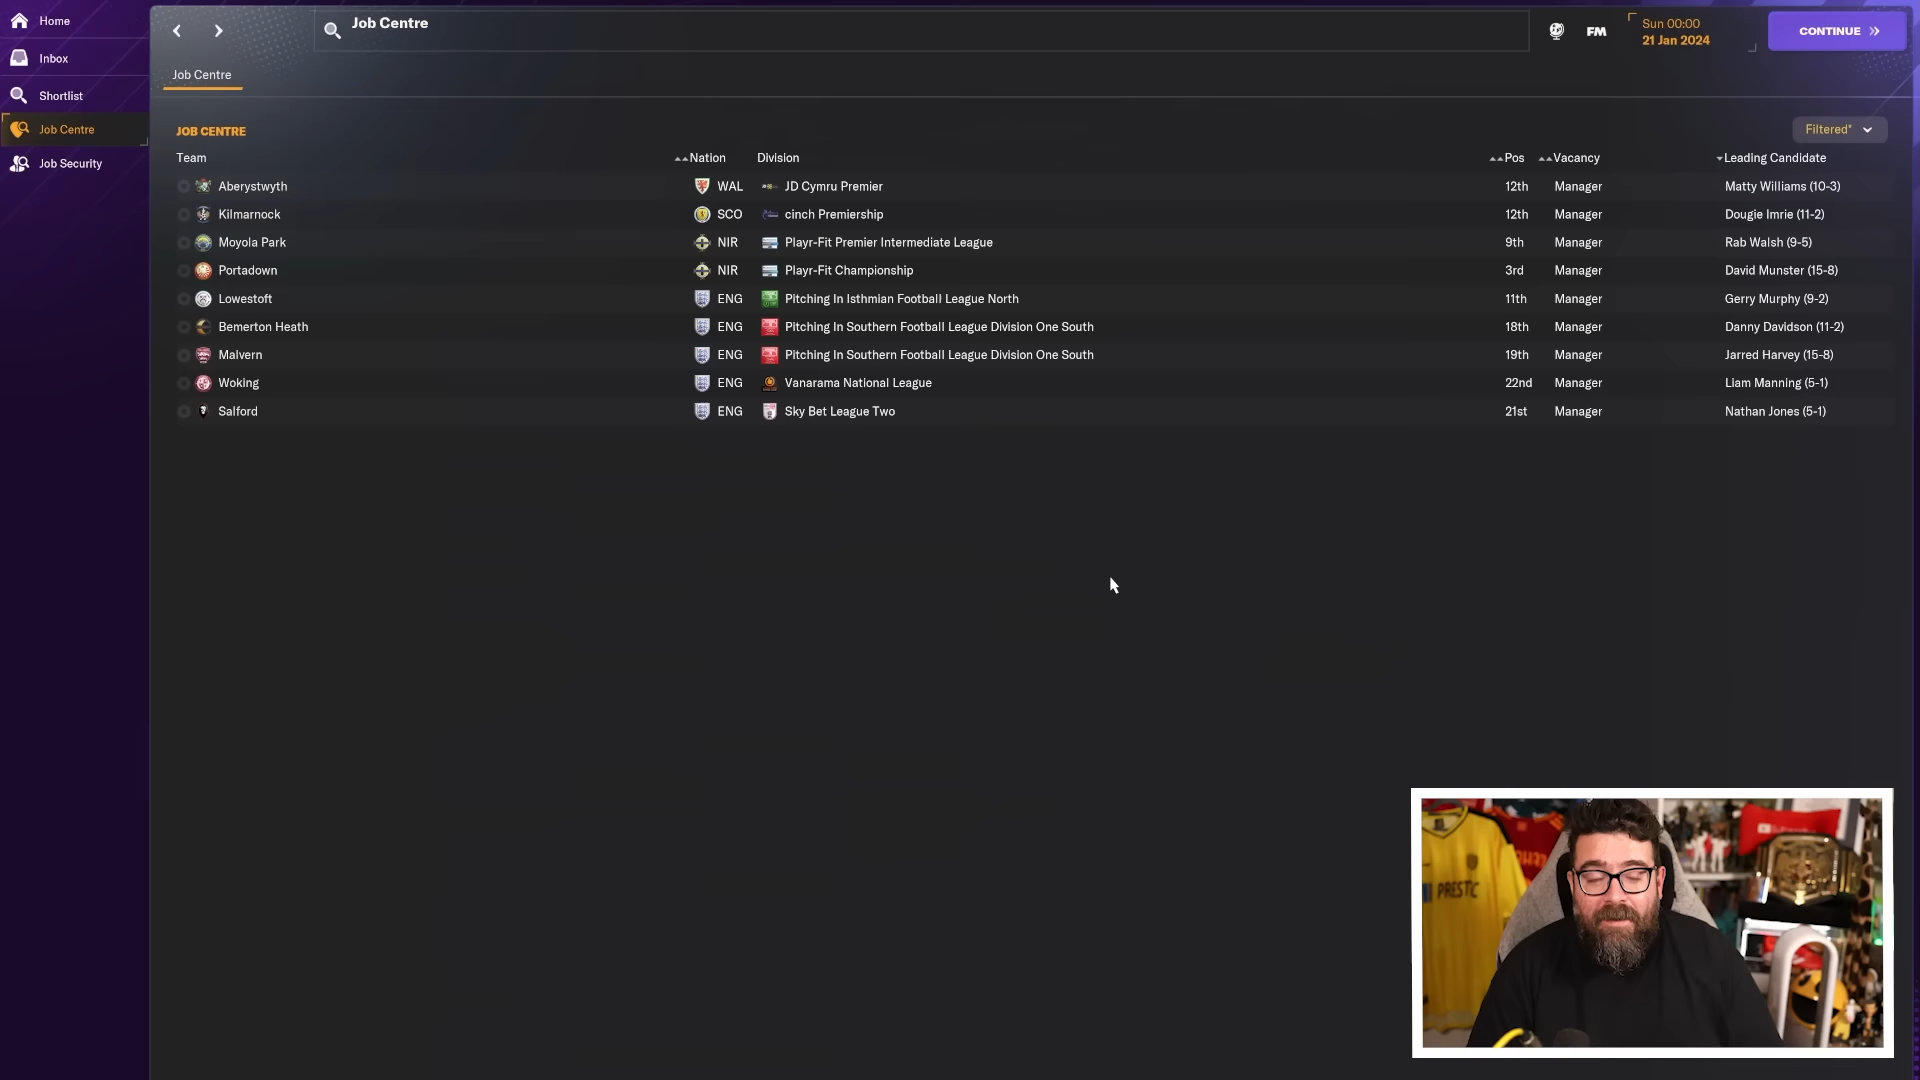 Home
Inbox
Shortlist
Job Centre
Job Security
Job Centre
FM
Sun 00:00
21 Jan 2024
CONTINUE
Job Centre
JOB CENTRE
Filtered*
Team Nation Division Pos Vacancy Leading Candidate
Aberystwyth WAL JD Cymru Premier 12th Manager Matty Williams (10-3)
Kilmarnock SCO cinch Premiership 12th Manager Dougie Imrie (11-2)
Moyola Park NIR Playr-Fit Premier Intermediate League 9th Manager Rab Walsh (9-5)
Portadown NIR Playr-Fit Championship 3rd Manager David Munster (15-8)
Lowestoft ENG Pitching In Isthmian Football League North 11th Manager Gerry Murphy (9-2)
Bemerton Heath ENG Pitching In Southern Football League Division One South 18th Manager Danny Davidson (11-2)
Malvern ENG Pitching In Southern Football League Division One South 19th Manager Jarred Harvey (15-8)
Woking ENG Vanarama National League 22nd Manager Liam Manning (5-1)
Salford ENG Sky Bet League Two 21st Manager Nathan Jones (5-1)
PRESTC